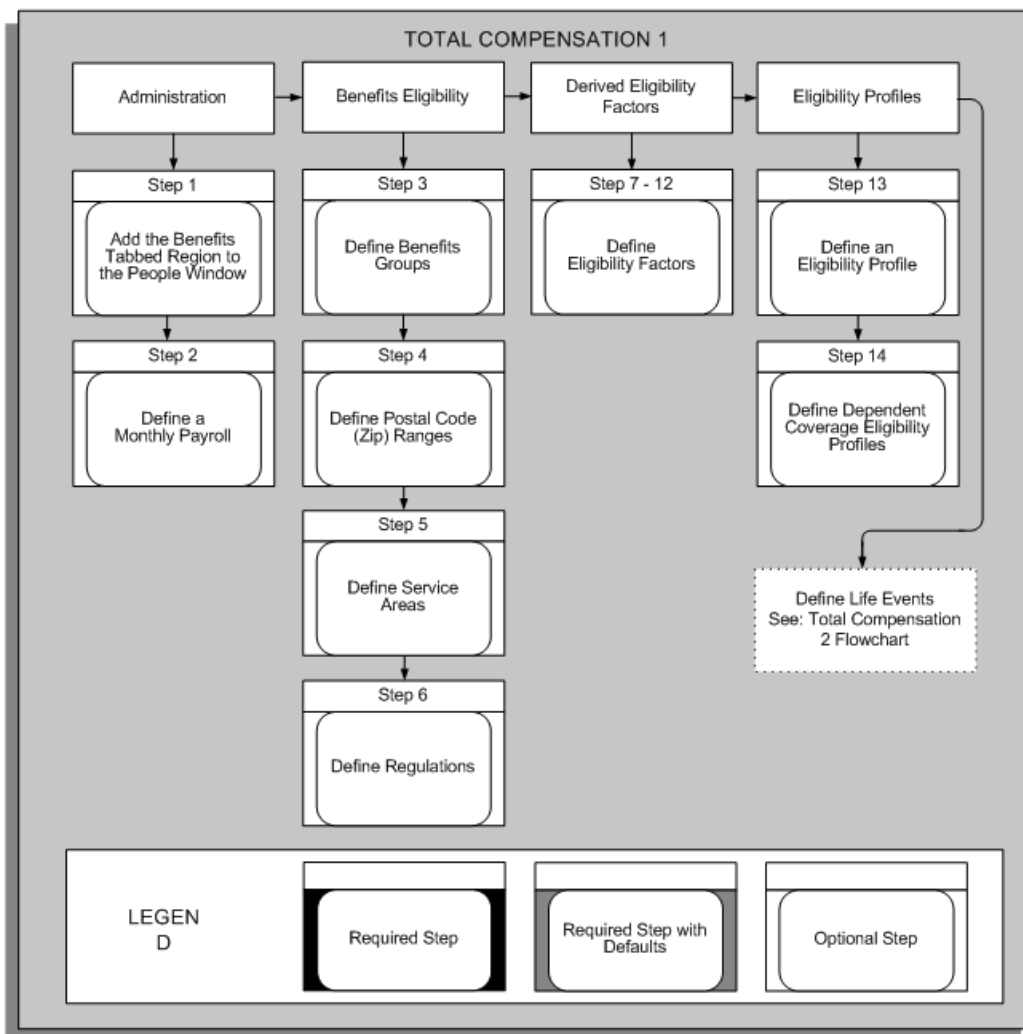 TOTAL COMPENSATION 1
Administration
Benefits Eligibility
Derived Eligibility
Factors
Eligibility Profiles
Step 1
Add the Benefits
Tabbed Region to
the People Window
Step 2
Define a
Monthly Payroll
Step 3
Define Benefits
Groups
Step 4
Define Postal Code
(Zip) Ranges
Step 5
Define Service
Areas
Step 6
Define Regulations
Step 7 - 12
Define
Eligibility Factors
Step 13
Define an
Eligibility Profile
Step 14
Define Dependent
Coverage Eligibility
Profiles
Define Life Events
See: Total Compensation
2 Flowchart
LEGEN
D
Required Step
Required Step with
Defaults
Optional Step